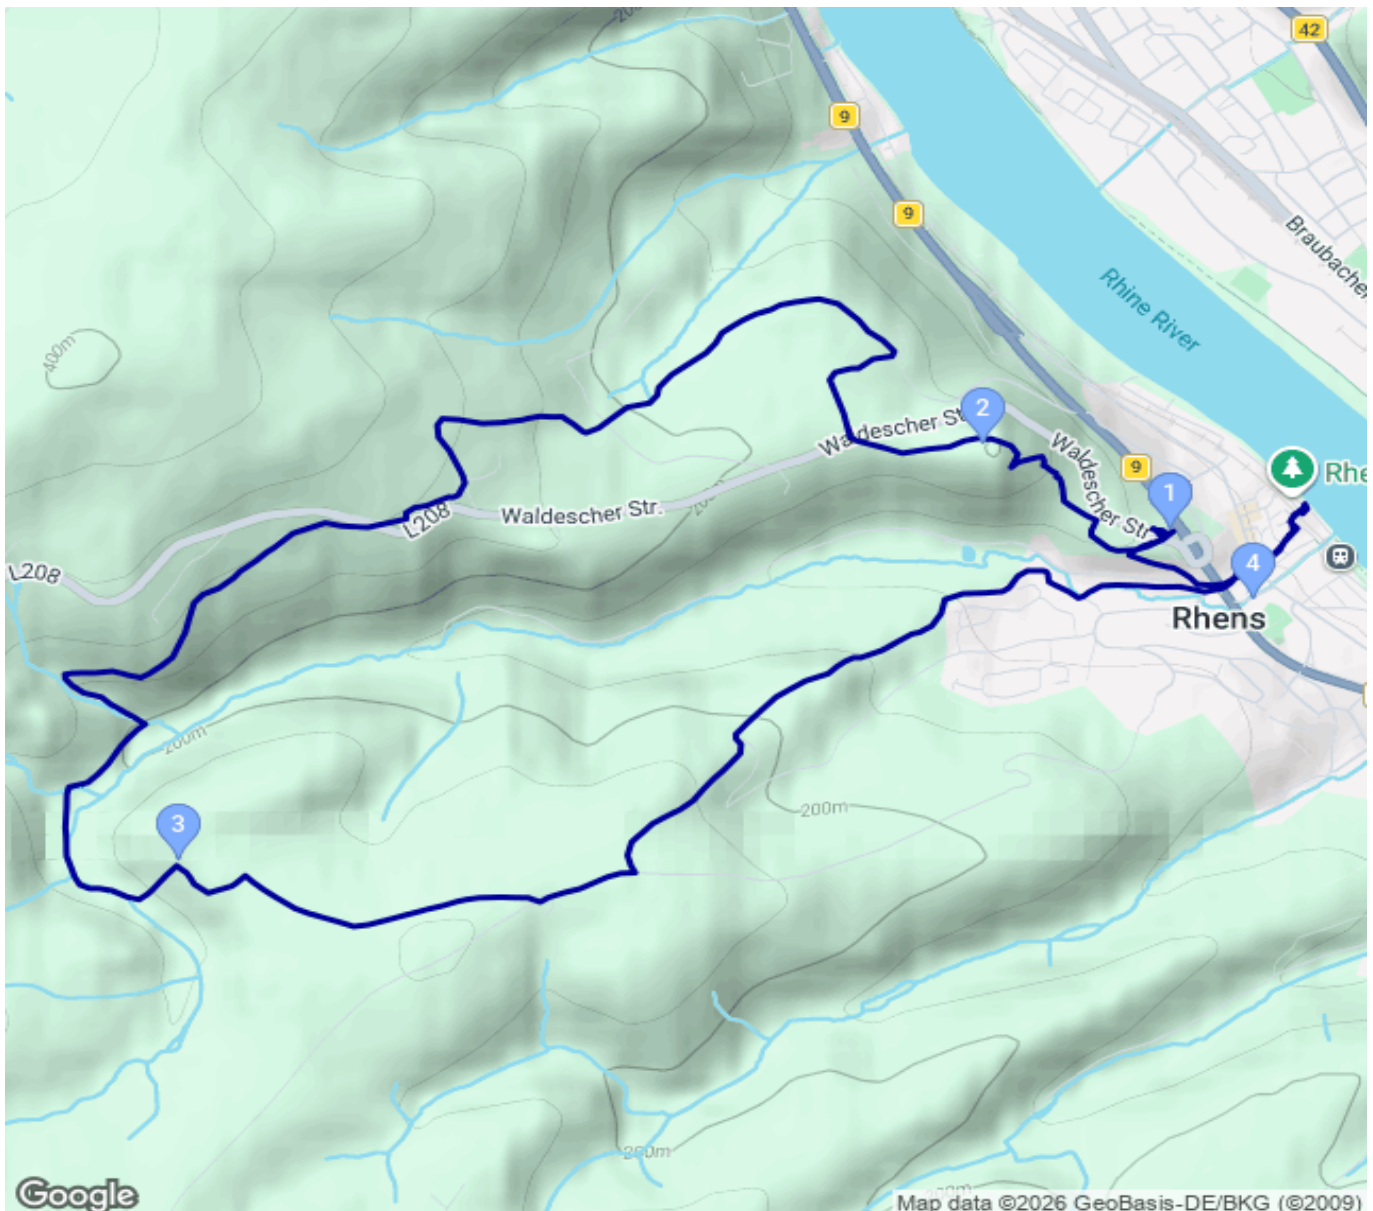 42
9
9
Braubacher
Rhine River
400m
2
Waldescher St
Waldescher Str
9
Rhe
1
200m
L208
Waldescher Str.
L208
4
Rhens
200m
3
200m
200m
Google
Map data ©2026 GeoBasis-DE/BKG (©2009)